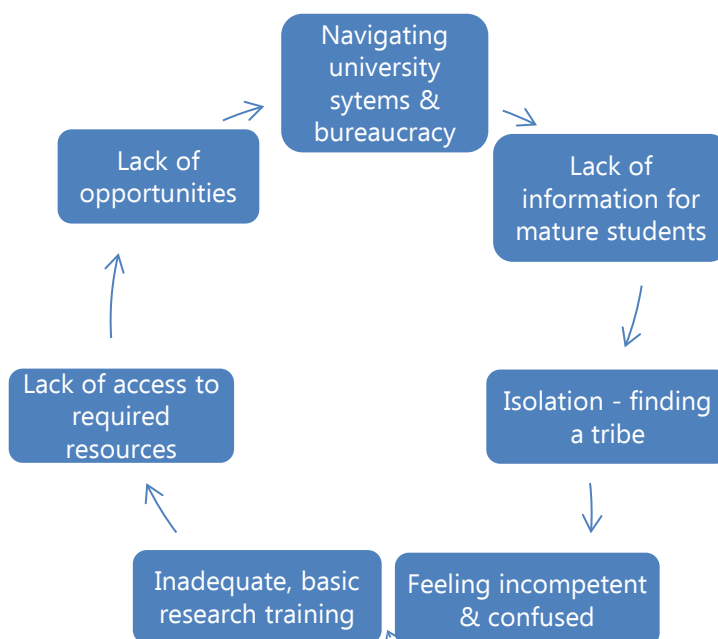 Navigating
university
sytems &
bureaucracy
Lack of
information for
mature students
Isolation - finding
a tribe
Feeling incompetent
& confused
Inadequate, basic
research training
Lack of access to
required
resources
Lack of
opportunities